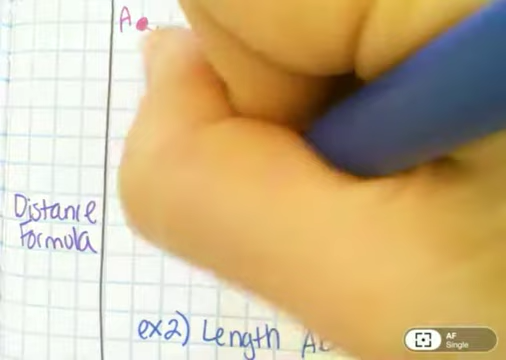 A
Distance
Formula
ex2) Length
AF
Single